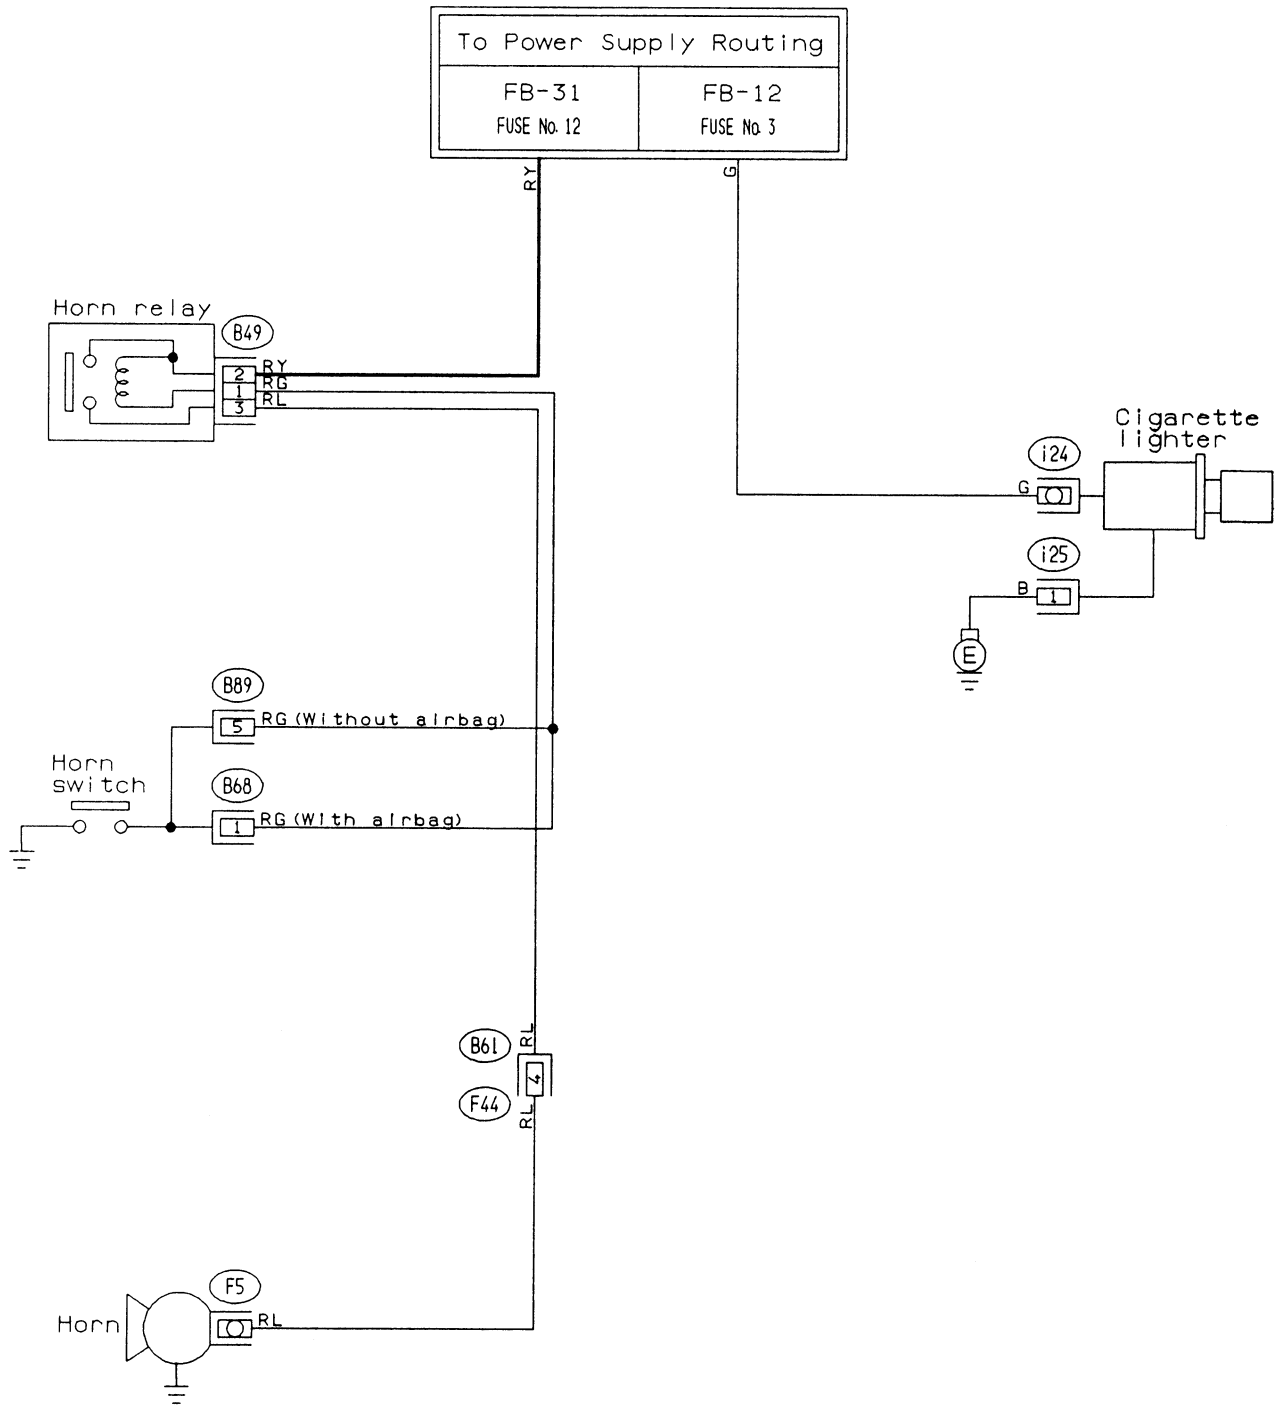 To Power Supply Routing
FB-31
FB-12
FUSE No. 12
FUSE No. 3
RY
G
Horn relay
B49
2
RY
1
RG
3
RL
Cigarette
lighter
i24
G
i25
B
1
E
B89
5
RG (Without airbag)
Horn
switch
B68
1
RG (With airbag)
B61
RL
4
F44
RL
F5
Horn
RL